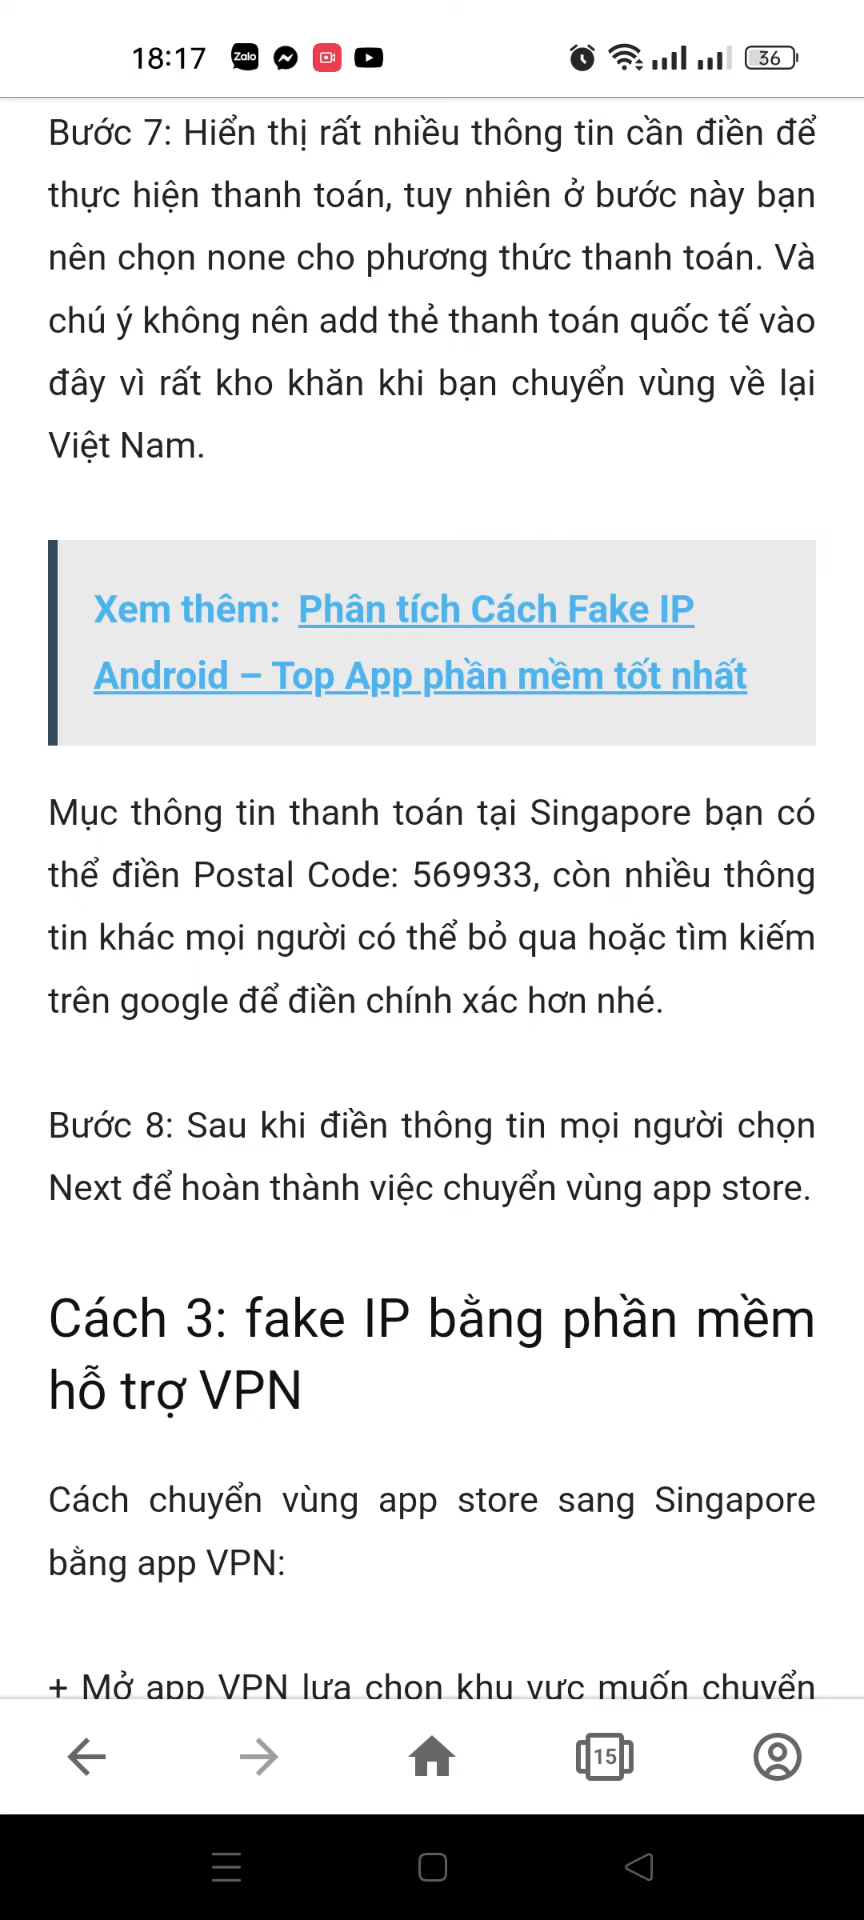 18:17 Zalo 36
Bước 7: Hiển thị rất nhiều thông tin cần điền để
thực hiện thanh toán, tuy nhiên ở bước này bạn
nên chọn none cho phương thức thanh toán. Và
chú ý không nên add thẻ thanh toán quốc tế vào
đây vì rất kho khăn khi bạn chuyển vùng về lại
Việt Nam.
Xem thêm: Phân tích Cách Fake IP
Android – Top App phần mềm tốt nhất
Mục thông tin thanh toán tại Singapore bạn có
thể điền Postal Code: 569933, còn nhiều thông
tin khác mọi người có thể bỏ qua hoặc tìm kiếm
trên google để điền chính xác hơn nhé.
Bước 8: Sau khi điền thông tin mọi người chọn
Next để hoàn thành việc chuyển vùng app store.
Cách 3: fake IP bằng phần mềm
hỗ trợ VPN
Cách chuyển vùng app store sang Singapore
bằng app VPN:
+ Mở app VPN lựa chọn khu vực muốn chuyển
15